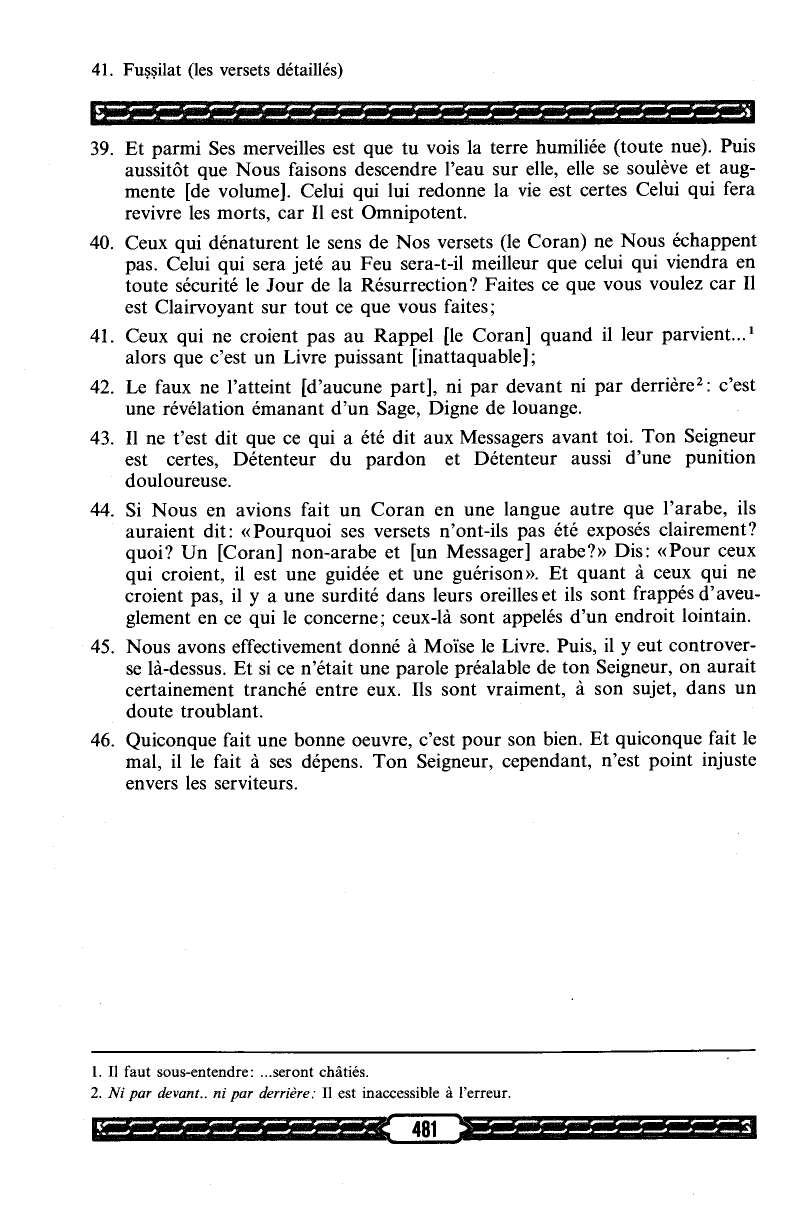 41. Fuṣṣilat (les versets détaillés)
39. Et parmi Ses merveilles est que tu vois la terre humiliée (toute nue). Puis
aussitôt que Nous faisons descendre l'eau sur elle, elle se soulève et aug-
mente [de volume]. Celui qui lui redonne la vie est certes Celui qui fera
revivre les morts, car Il est Omnipotent.
40. Ceux qui dénaturent le sens de Nos versets (le Coran) ne Nous échappent
pas. Celui qui sera jeté au Feu sera-t-il meilleur que celui qui viendra en
toute sécurité le Jour de la Résurrection? Faites ce que vous voulez car Il
est Clairvoyant sur tout ce que vous faites;
41. Ceux qui ne croient pas au Rappel [le Coran] quand il leur parvient...¹
alors que c'est un Livre puissant [inattaquable];
42. Le faux ne l'atteint [d'aucune part], ni par devant ni par derrière²: c'est
une révélation émanant d'un Sage, Digne de louange.
43. Il ne t'est dit que ce qui a été dit aux Messagers avant toi. Ton Seigneur
est certes, Détenteur du pardon et Détenteur aussi d'une punition
douloureuse.
44. Si Nous en avions fait un Coran en une langue autre que l'arabe, ils
auraient dit: «Pourquoi ses versets n'ont-ils pas été exposés clairement?
quoi? Un [Coran] non-arabe et [un Messager] arabe?» Dis: «Pour ceux
qui croient, il est une guidée et une guérison». Et quant à ceux qui ne
croient pas, il y a une surdité dans leurs oreilles et ils sont frappés d'aveu-
glement en ce qui le concerne; ceux-là sont appelés d'un endroit lointain.
45. Nous avons effectivement donné à Moïse le Livre. Puis, il y eut controver-
se là-dessus. Et si ce n'était une parole préalable de ton Seigneur, on aurait
certainement tranché entre eux. Ils sont vraiment, à son sujet, dans un
doute troublant.
46. Quiconque fait une bonne oeuvre, c'est pour son bien. Et quiconque fait le
mal, il le fait à ses dépens. Ton Seigneur, cependant, n'est point injuste
envers les serviteurs.
1. Il faut sous-entendre: ...seront châtiés.
2. Ni par devant.. ni par derrière: Il est inaccessible à l'erreur.
481